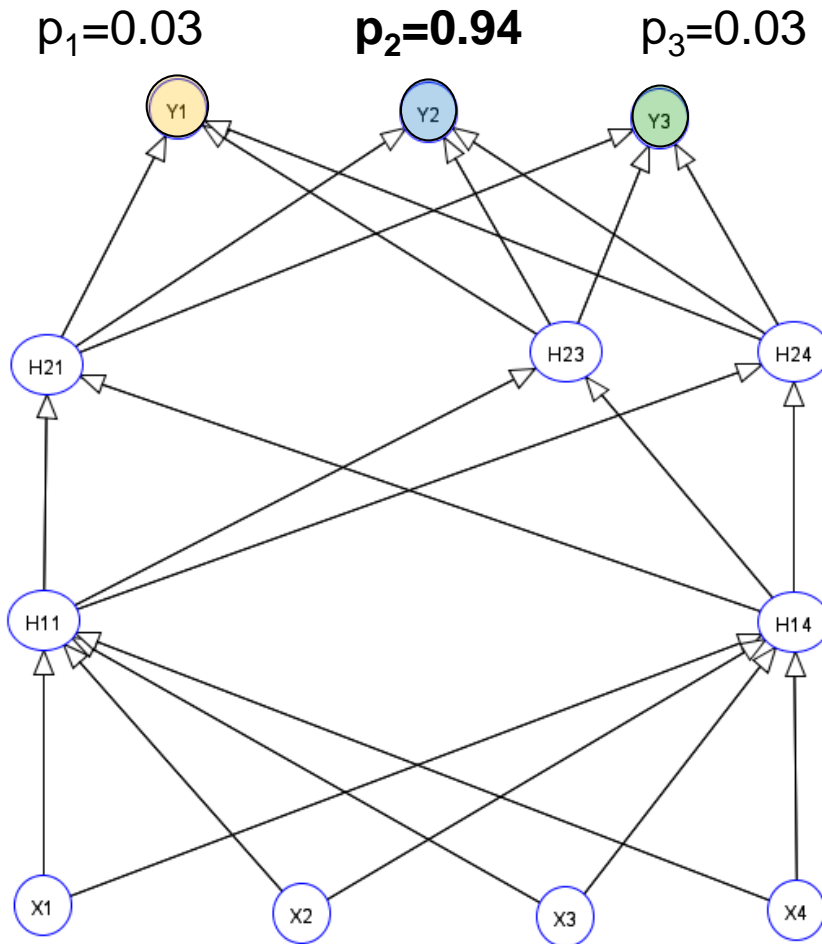 p₁=0.03 p₂=0.94 p₃=0.03
Y1 Y2 Y3
H21 H23 H24
H11 H14
X1 X2 X3 X4